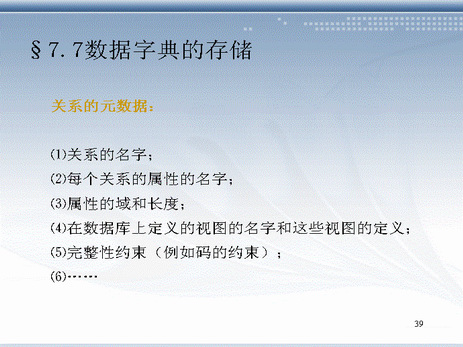 §7.7数据字典的存储
关系的元数据：
⑴关系的名字；
⑵每个关系的属性的名字；
⑶属性的域和长度；
⑷在数据库上定义的视图的名字和这些视图的定义；
⑸完整性约束（例如码的约束）；
⑹……
39